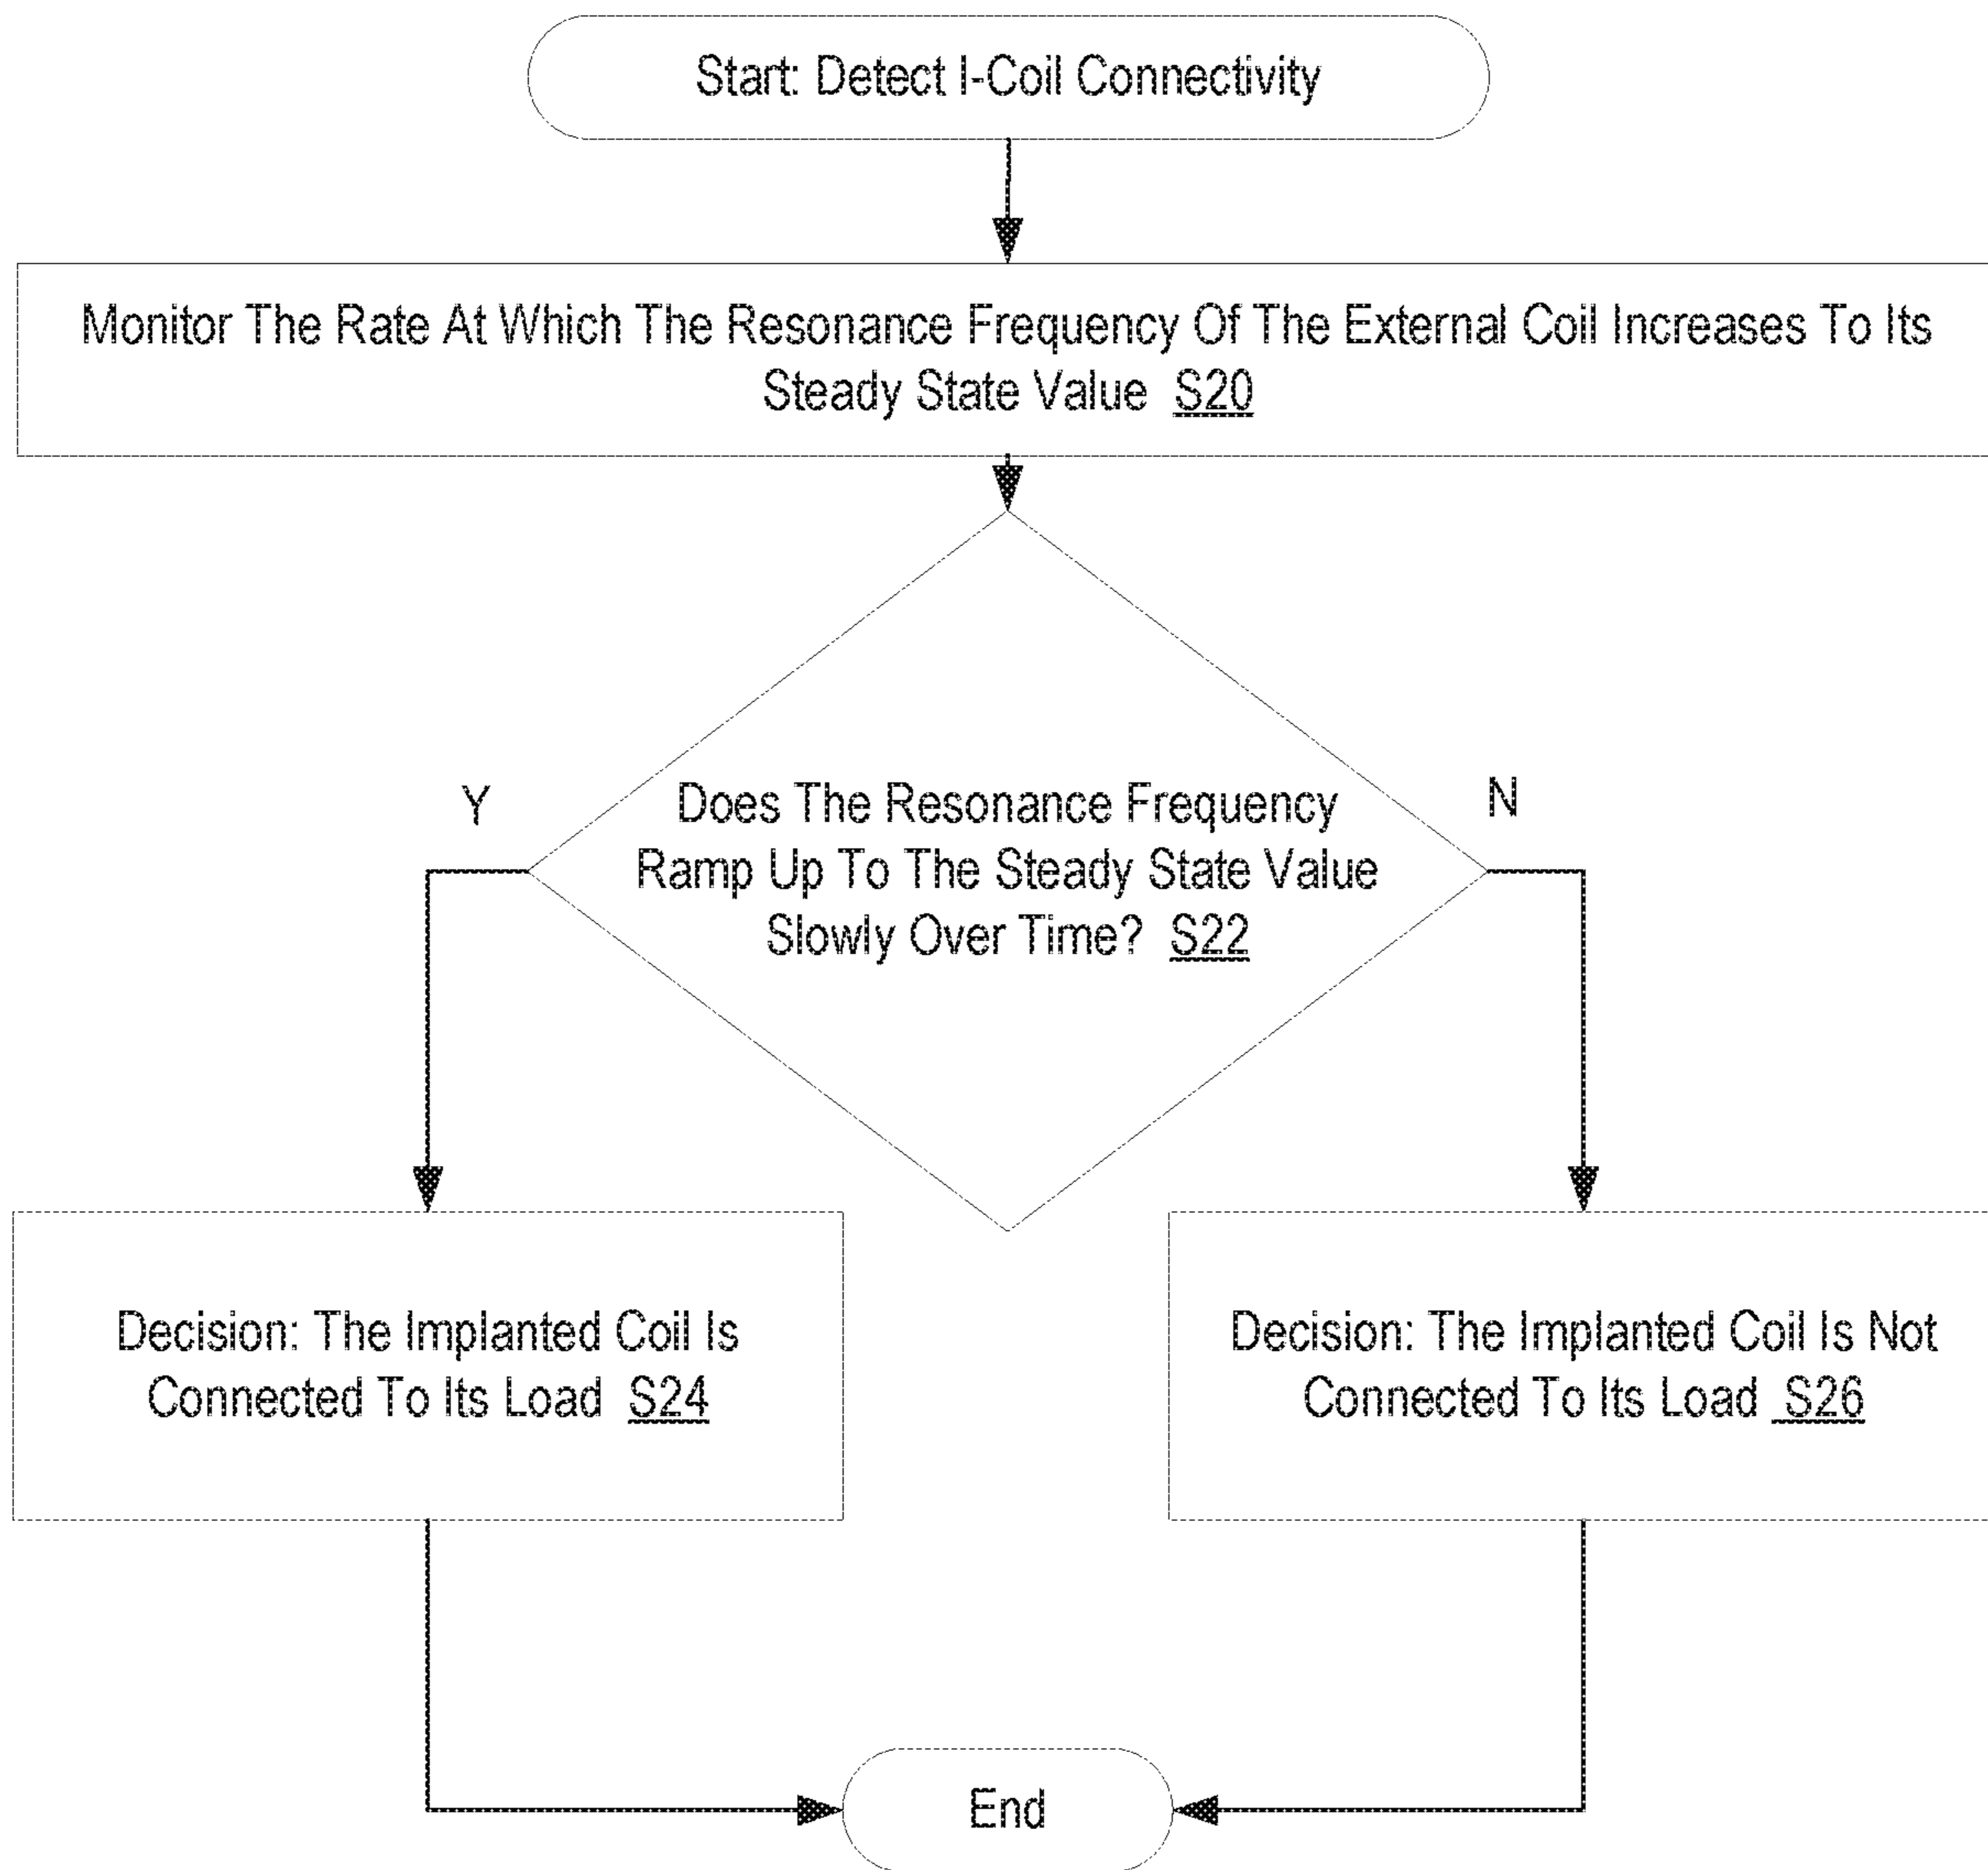 Start: Detect I-Coil Connectivity
Monitor The Rate At Which The Resonance Frequency Of The External Coil Increases To Its
Steady State Value S20
Y
N
Does The Resonance Frequency
Ramp Up To The Steady State Value
Slowly Over Time? S22
Decision: The Implanted Coil Is
Connected To Its Load S24
Decision: The Implanted Coil Is Not
Connected To Its Load S26
End